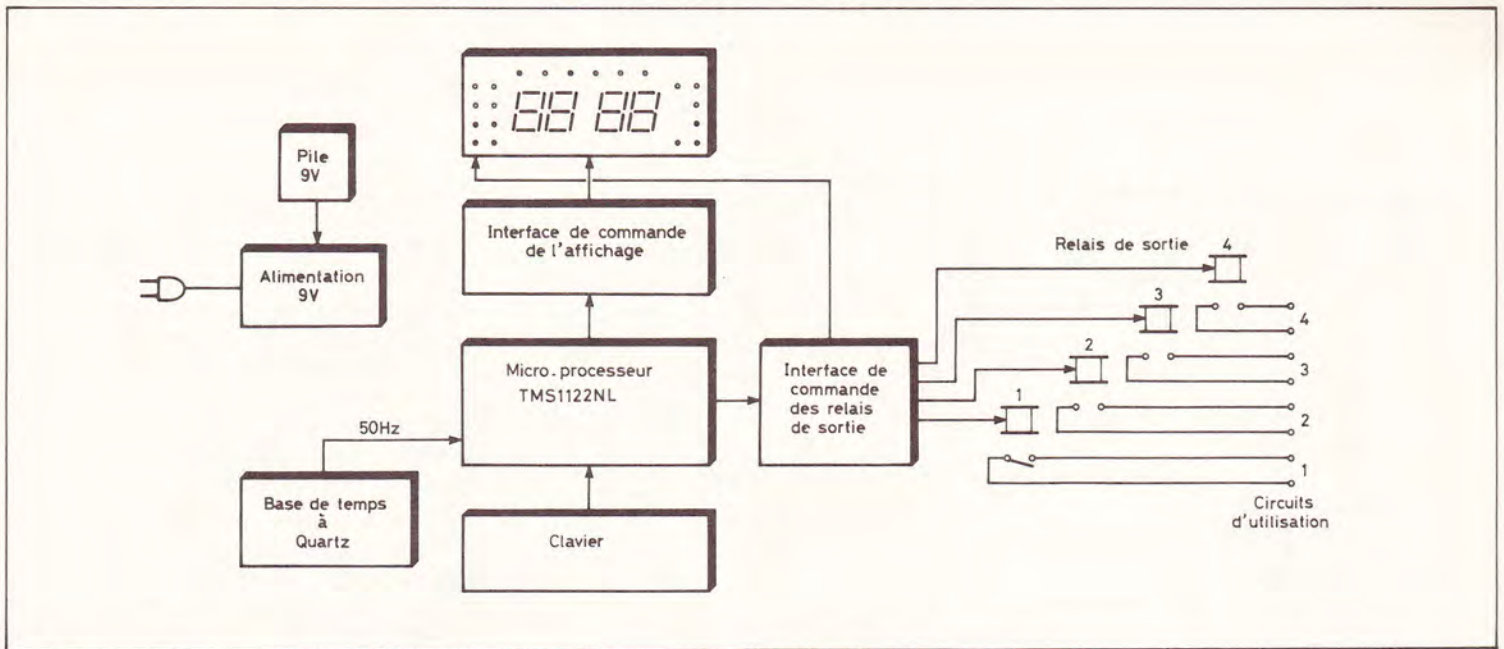 88 88
Pile
9V
Alimentation
9V
Interface de commande
de l'affichage
Micro.processeur
TMS1122NL
50Hz
Base de temps
à
Quartz
Clavier
Interface de
commande
des relais
de sortie
Relais de sortie
4
3
2
1
4
3
2
1
Circuits
d'utilisation